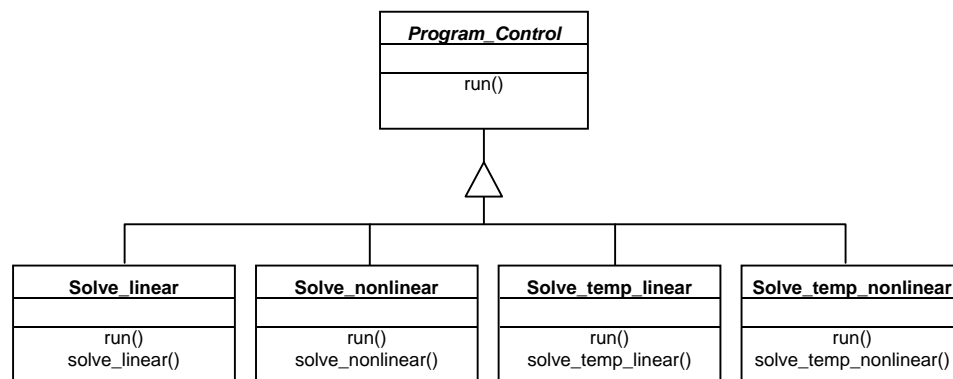 Program_Control
run()
Solve_linear
run()
solve_linear()
Solve_nonlinear
run()
solve_nonlinear()
Solve_temp_linear
run()
solve_temp_linear()
Solve_temp_nonlinear
run()
solve_temp_nonlinear()